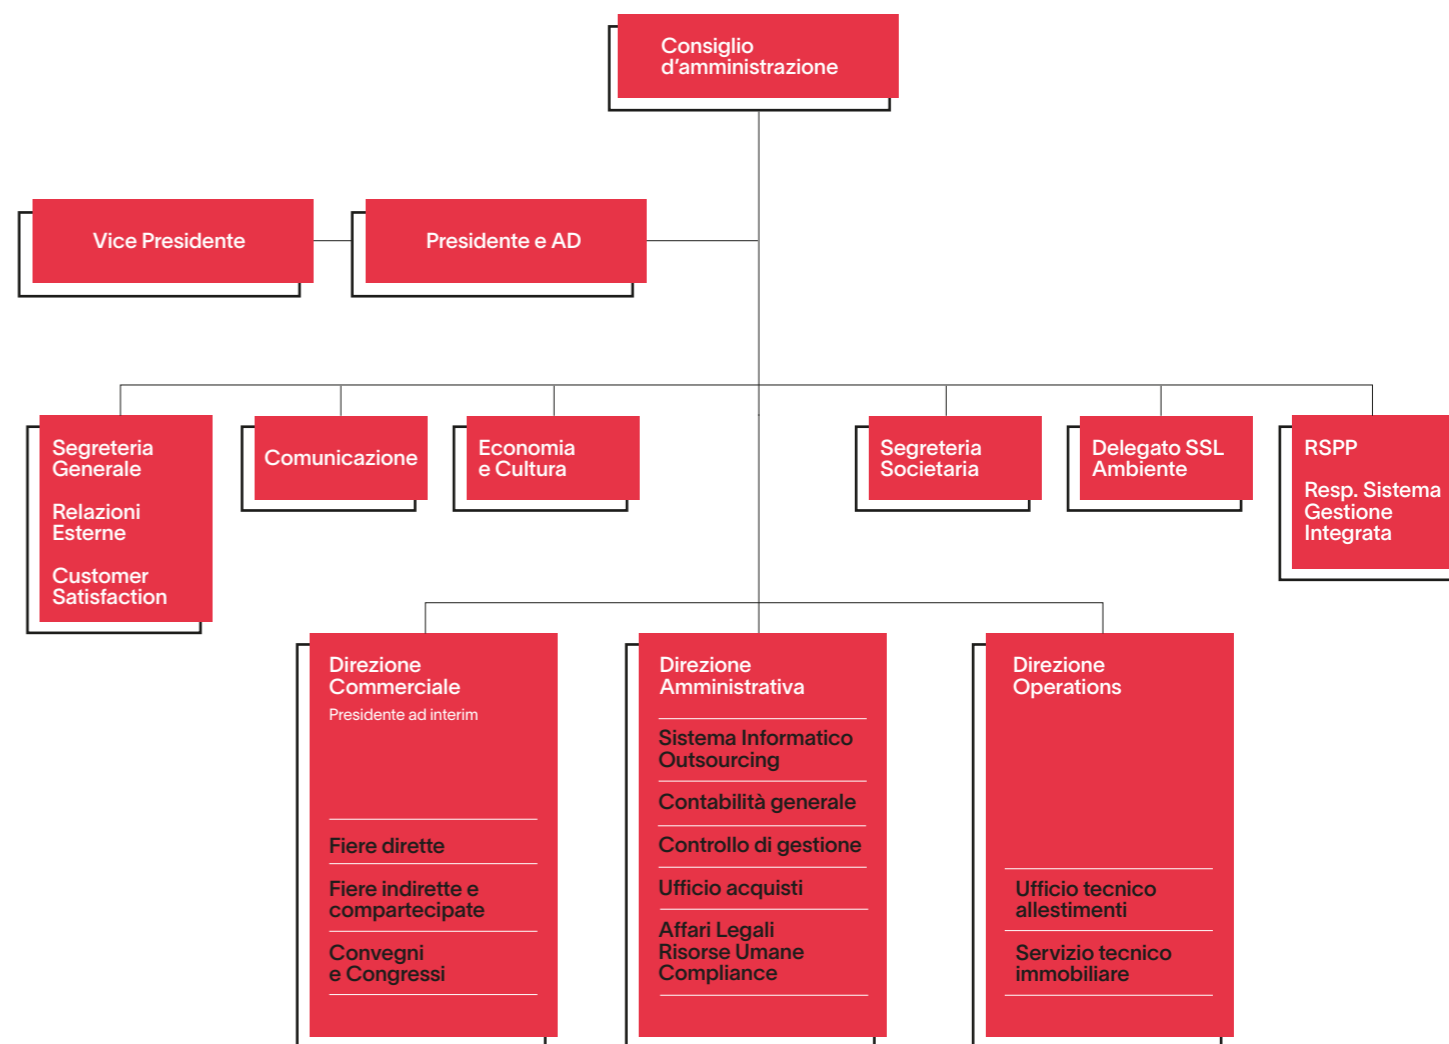 Consiglio
d'amministrazione
Vice Presidente
Presidente e AD
Segreteria
Generale
Relazioni
Esterne
Customer
Satisfaction
Comunicazione
Economia
e Cultura
Segreteria
Societaria
Delegato SSL
Ambiente
RSPP
Resp. Sistema
Gestione
Integrata
Direzione
Commerciale
Presidente ad interim
Fiere dirette
Fiere indirette e
compartecipate
Convegni
e Congressi
Direzione
Amministrativa
Sistema Informatico
Outsourcing
Contabilità generale
Controllo di gestione
Ufficio acquisti
Affari Legali
Risorse Umane
Compliance
Direzione
Operations
Ufficio tecnico
allestimenti
Servizio tecnico
immobiliare